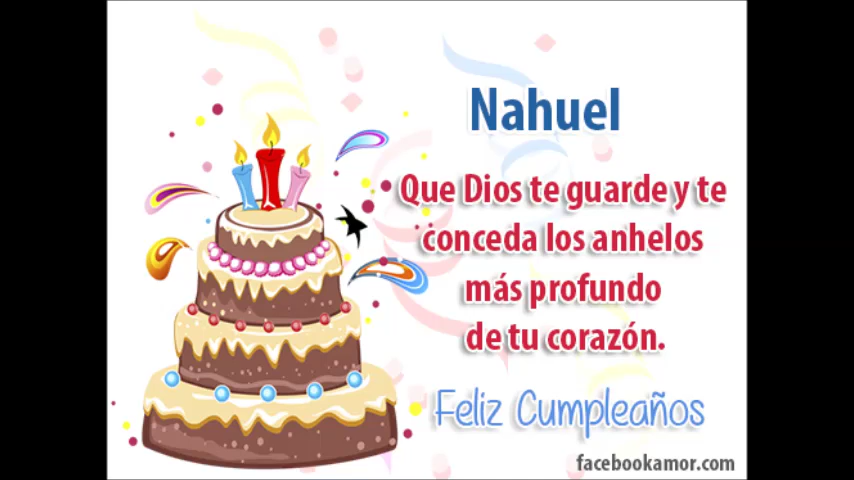 Nahuel
Que Dios te guarde y te
conceda los anhelos
más profundo
de tu corazón.
Feliz Cumpleaños
facebookamor.com